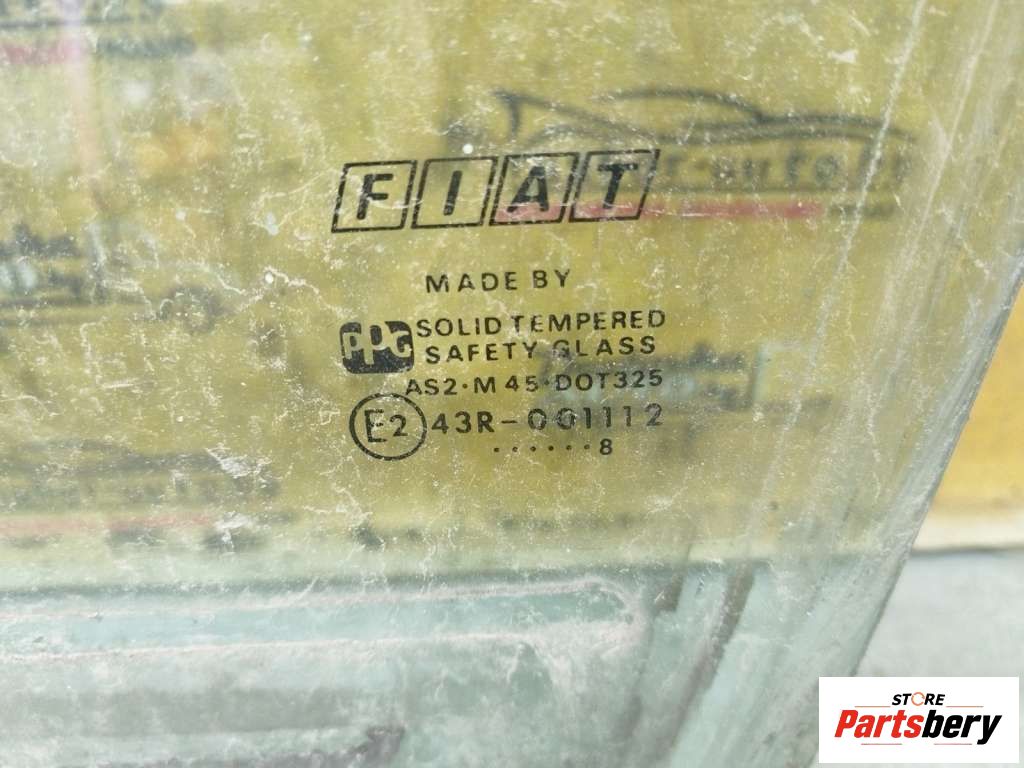 FIAT
MADE BY
PPG SOLID TEMPERED
SAFETY GLASS
AS2·M45·DOT325
E2 43R-001112
······8
STORE
Partsbery